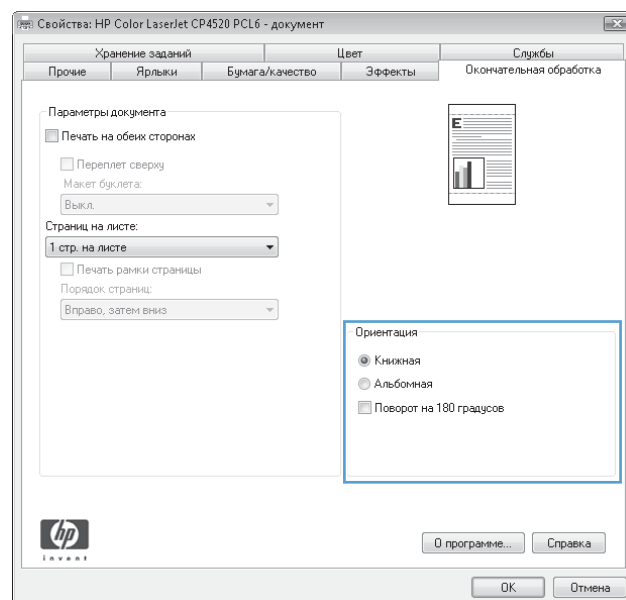 Свойства: HP Color LaserJet CP4520 PCL6 - документ
Хранение заданий Цвет Службы
Прочие Ярлыки Бумага/качество Эффекты Окончательная обработка
Параметры документа
Печать на обеих сторонах
Переплет сверху
Макет буклета:
Выкл.
Страниц на листе:
1 стр. на листе
Печать рамки страницы
Порядок страниц:
Вправо, затем вниз
E
Ориентация
Книжная
Альбомная
Поворот на 180 градусов
hp
invent
О программе... Справка
OK Отмена